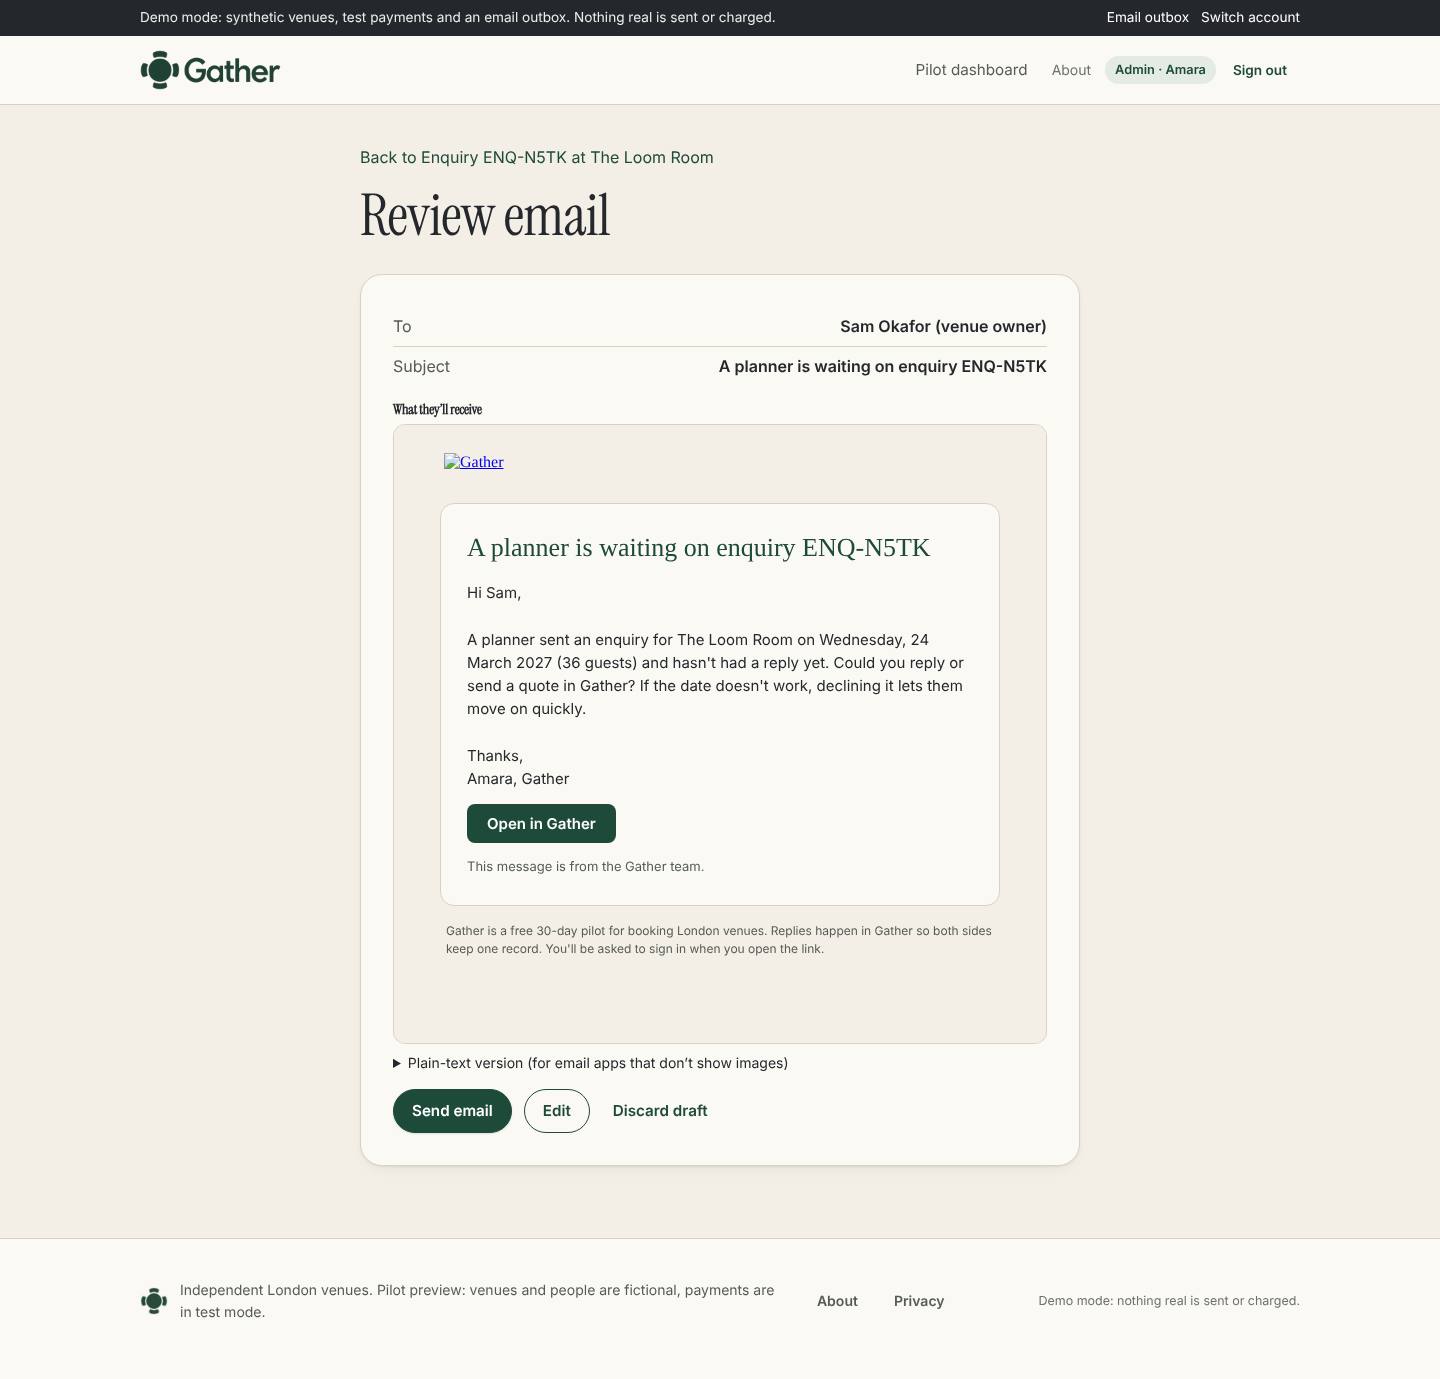 Demo mode: synthetic venues, test payments and an email outbox. Nothing real is sent or charged.
Email outbox Switch account
Gather
Pilot dashboard About Admin · Amara Sign out
Back to Enquiry ENQ-N5TK at The Loom Room
Review email
To Sam Okafor (venue owner)
Subject A planner is waiting on enquiry ENQ-N5TK
What they’ll receive
Gather
A planner is waiting on enquiry ENQ-N5TK
Hi Sam,
A planner sent an enquiry for The Loom Room on Wednesday, 24
March 2027 (36 guests) and hasn't had a reply yet. Could you reply or
send a quote in Gather? If the date doesn't work, declining it lets them
move on quickly.
Thanks,
Amara, Gather
Open in Gather
This message is from the Gather team.
Gather is a free 30-day pilot for booking London venues. Replies happen in Gather so both sides
keep one record. You'll be asked to sign in when you open the link.
Plain-text version (for email apps that don’t show images)
Send email Edit Discard draft
Independent London venues. Pilot preview: venues and people are fictional, payments are
in test mode.
About Privacy
Demo mode: nothing real is sent or charged.